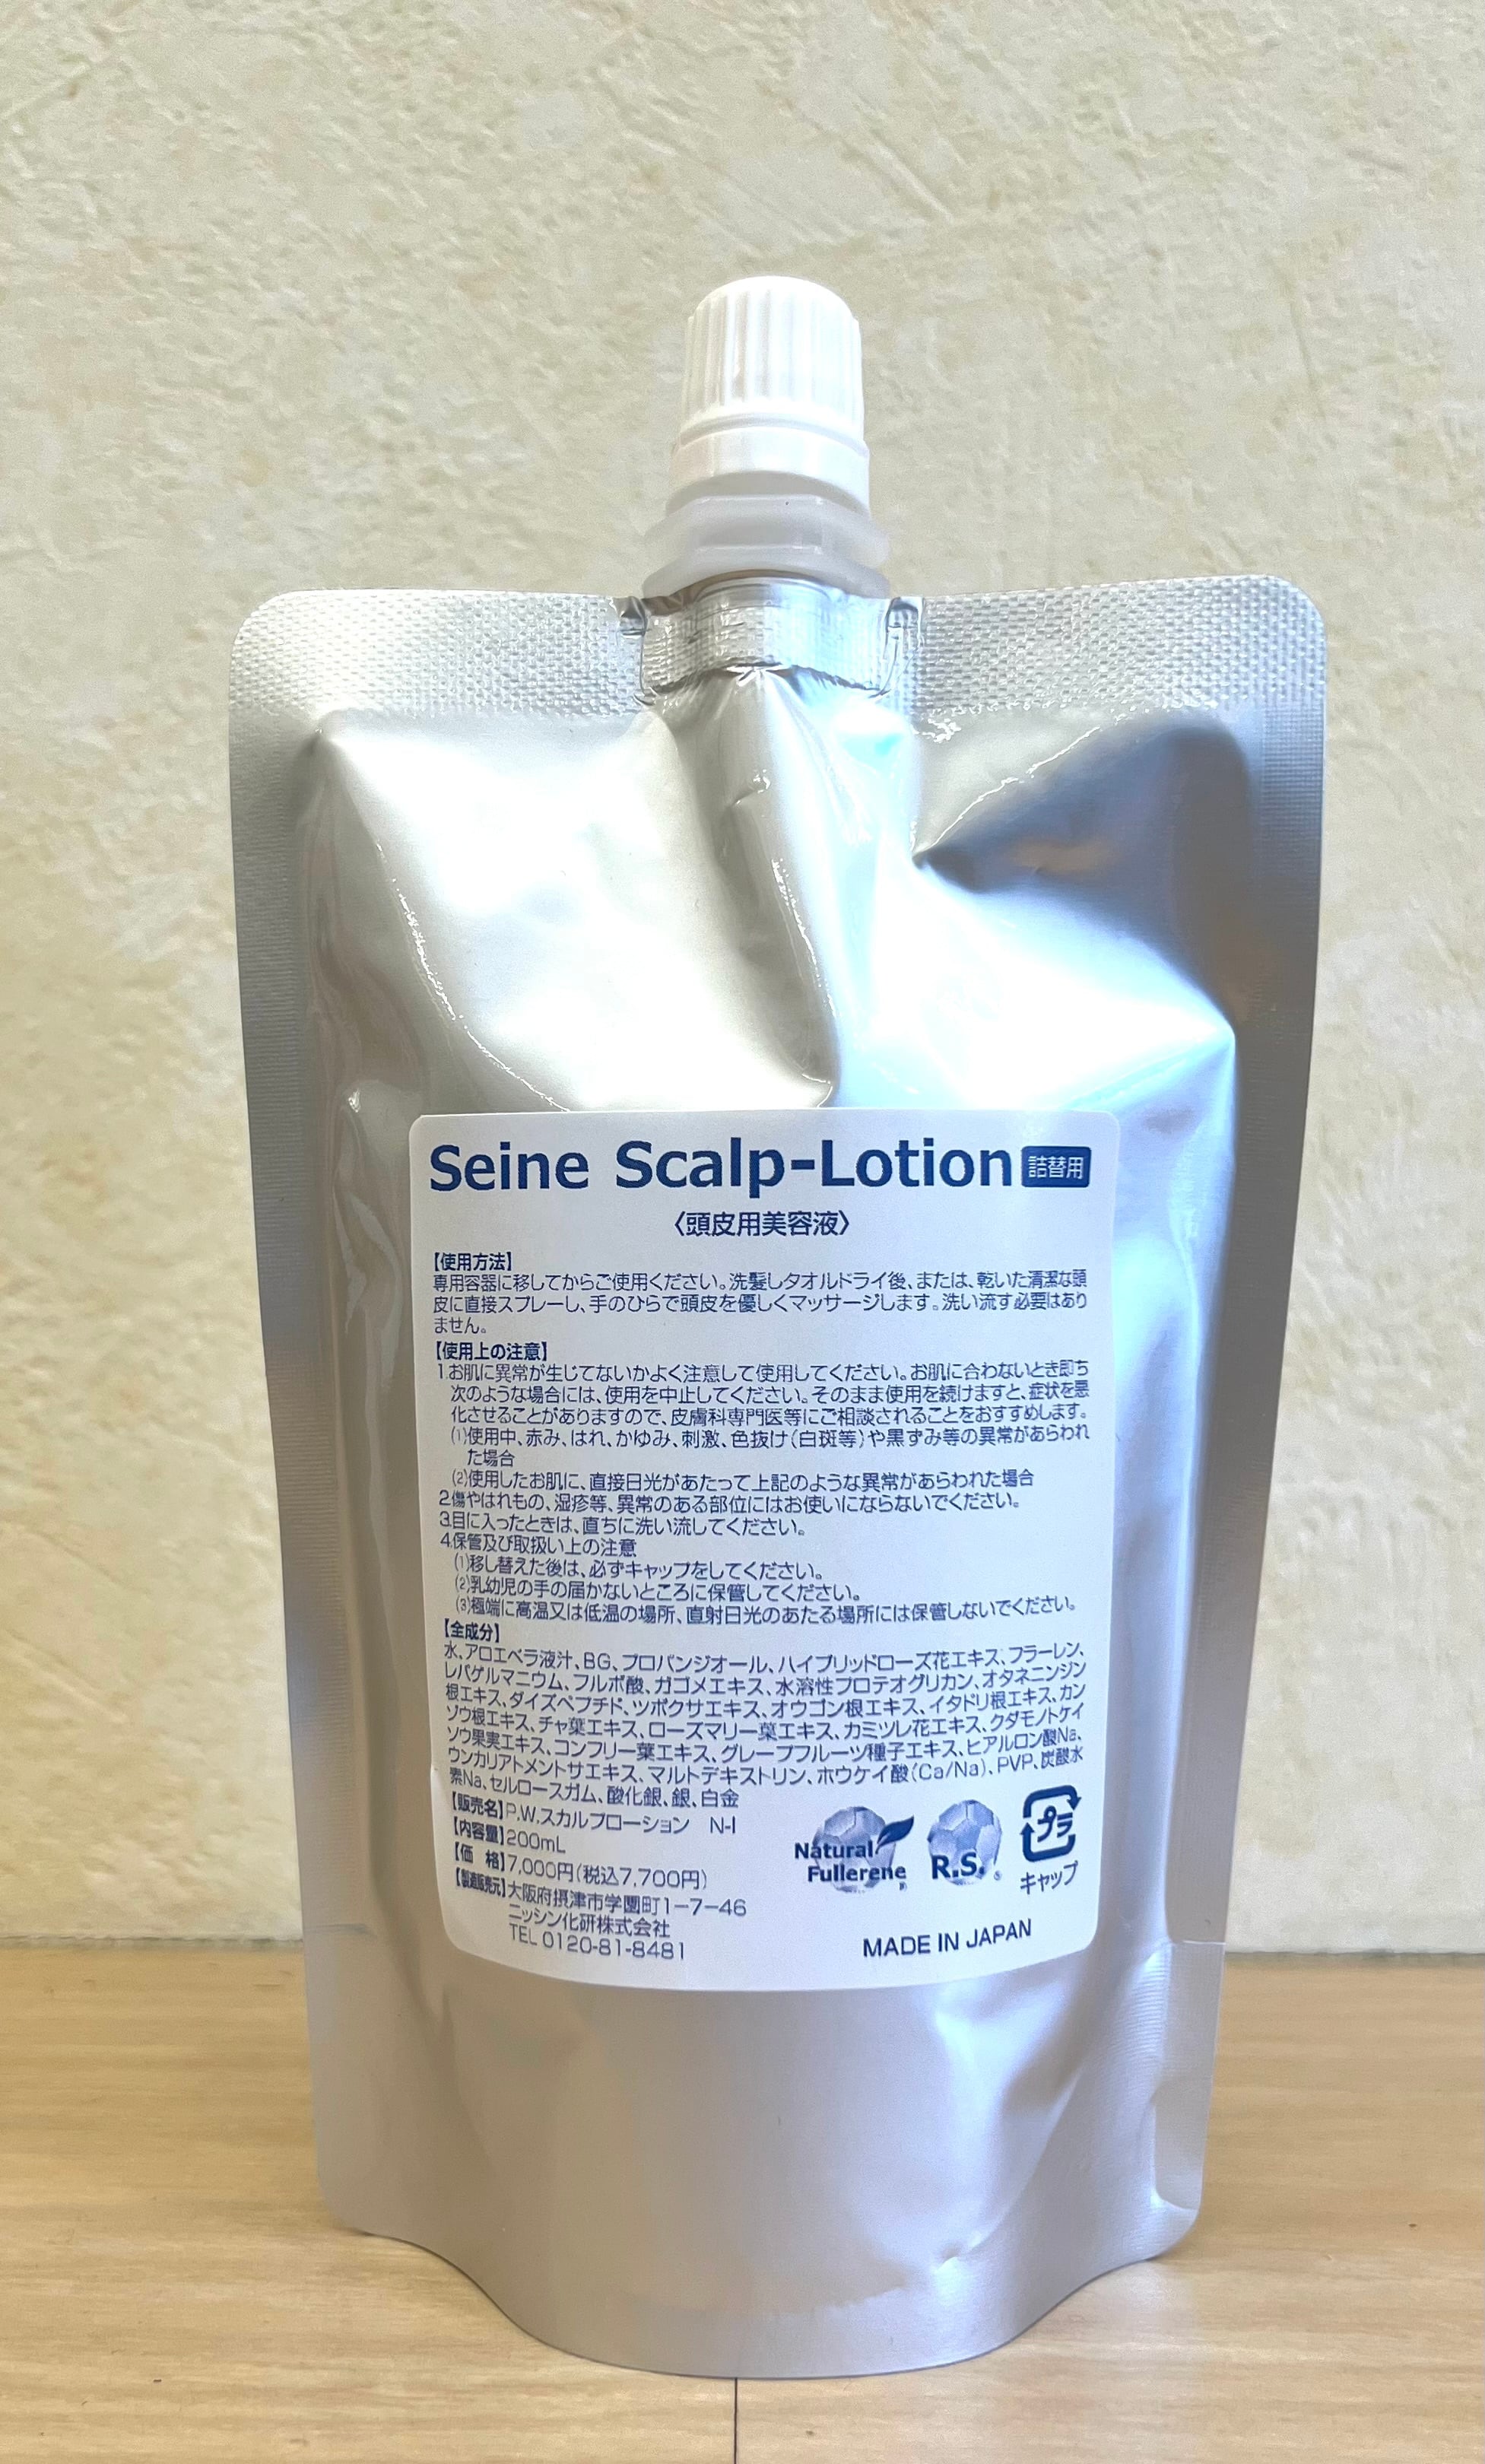 Seine Scalp-Lotion 詰替用
〈頭皮用美容液〉
【使用方法】
専用容器に移してからご使用ください。洗髪しタオルドライ後、または、乾いた清潔な頭
皮に直接スプレーし、手のひらで頭皮を優しくマッサージします。洗い流す必要はあり
ません。
【使用上の注意】
1.お肌に異常が生じてないかよく注意して使用してください。お肌に合わないとき即ち
次のような場合には、使用を中止してください。そのまま使用を続けますと、症状を悪
化させることがありますので、皮膚科専門医等にご相談されることをおすすめします。
(1)使用中、赤み、はれ、かゆみ、刺激、色抜け(白斑等)や黒ずみ等の異常があらわれ
た場合
(2)使用したお肌に、直接日光があたって上記のような異常があらわれた場合
2.傷やはれもの、湿疹等、異常のある部位にはお使いにならないでください。
3.目に入ったときは、直ちに洗い流してください。
4.保管及び取扱い上の注意
(1)移し替えた後は、必ずキャップをしてください。
(2)乳幼児の手の届かないところに保管してください。
(3)極端に高温又は低温の場所、直射日光のあたる場所には保管しないでください。
【全成分】
水、アロエベラ液汁、BG、プロパンジオール、ハイブリッドローズ花エキス、フラーレン、
レパゲルマニウム、フルボ酸、ガゴメエキス、水溶性プロテオグリカン、オタネニンジン
根エキス、ダイズペプチド、ツボクサエキス、オウゴン根エキス、イタドリ根エキス、カン
ゾウ根エキス、チャ葉エキス、ローズマリー葉エキス、カミツレ花エキス、クダモノトケイ
ソウ果実エキス、コンフリー葉エキス、グレープフルーツ種子エキス、ヒアルロン酸Na、
ウンカリアトメントサエキス、マルトデキストリン、ホウケイ酸(Ca/Na)、PVP、炭酸水
素Na、セルロースガム、酸化銀、銀、白金
【販売名】P.W.スカルプローション N-I
【内容量】200mL
【価 格】7,000円(税込7,700円)
【製造販売元】大阪府摂津市学園町1-7-46
ニッシン化研株式会社
TEL 0120-81-8481
Natural
Fullerene
R.S.
プラ
キャップ
MADE IN JAPAN